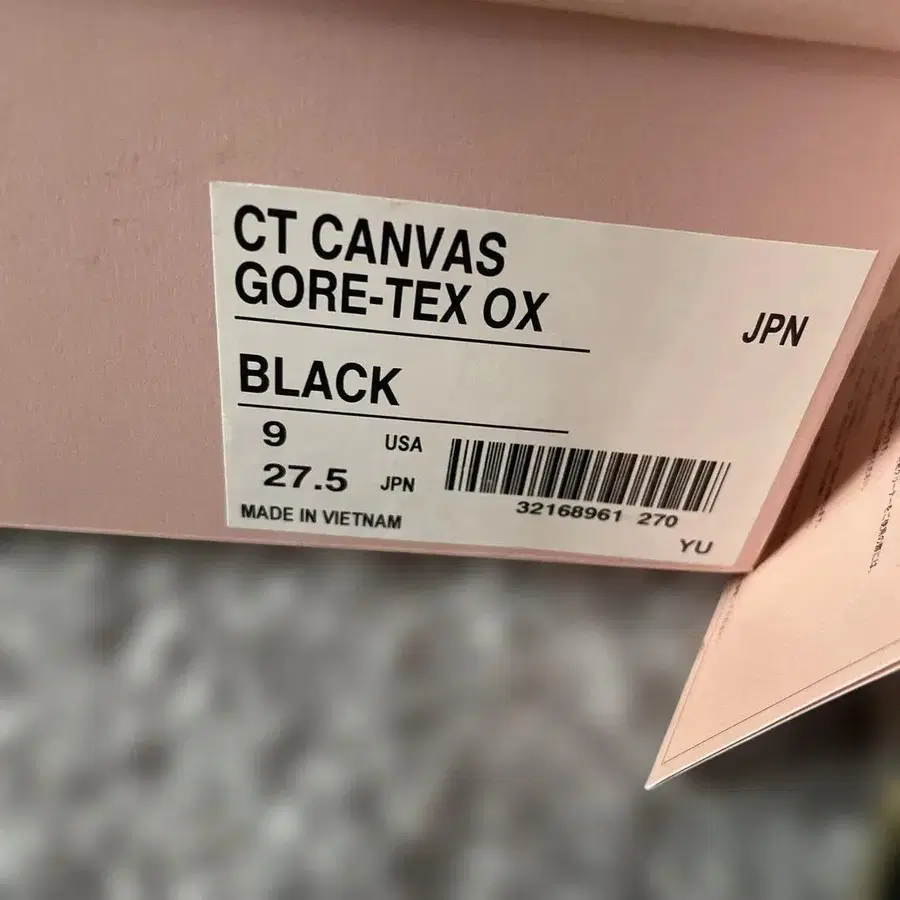 CT CANVAS
GORE-TEX OX
JPN
BLACK
9 USA
27.5 JPN
32168961 270
MADE IN VIETNAM
YU